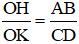 OH/OK = AB/CD